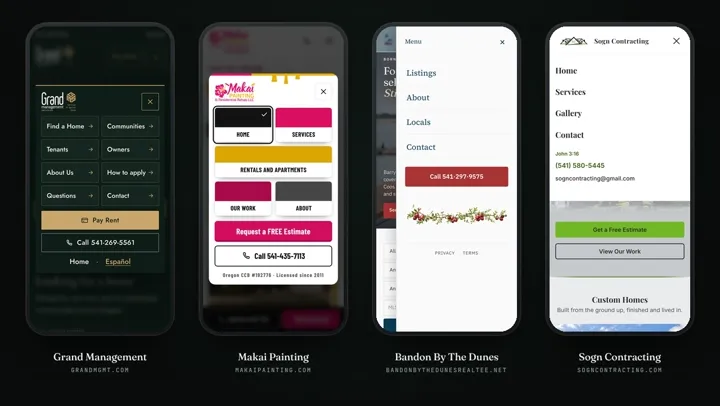 Grand
management
Find a Home →
Communities →
Tenants →
Owners →
About Us →
How to apply →
Questions →
Contact →
Pay Rent
Call 541-269-5561
Home
Español
Grand Management
GRANDMGMT.COM
Makai
PAINTING
HOME
SERVICES
RENTALS AND APARTMENTS
OUR WORK
ABOUT
Request a FREE Estimate
Call 541-435-7113
Oregon CCB #192776 · Licensed since 2011
Makai Painting
MAKAIPAINTING.COM
Menu
×
Listings
About
Locals
Contact
Call 541-297-9575
PRIVACY
TERMS
Bandon By The Dunes
BANDONBYTHEDUNESREALTEE.NET
Sogn Contracting
×
Home
Services
Gallery
Contact
John 3:18
(541) 580-5445
sogncontracting@gmail.com
Get a Free Estimate
View Our Work
Custom Homes
Built from the ground up, finished and lived in.
Sogn Contracting
SOGNCONTRACTING.COM